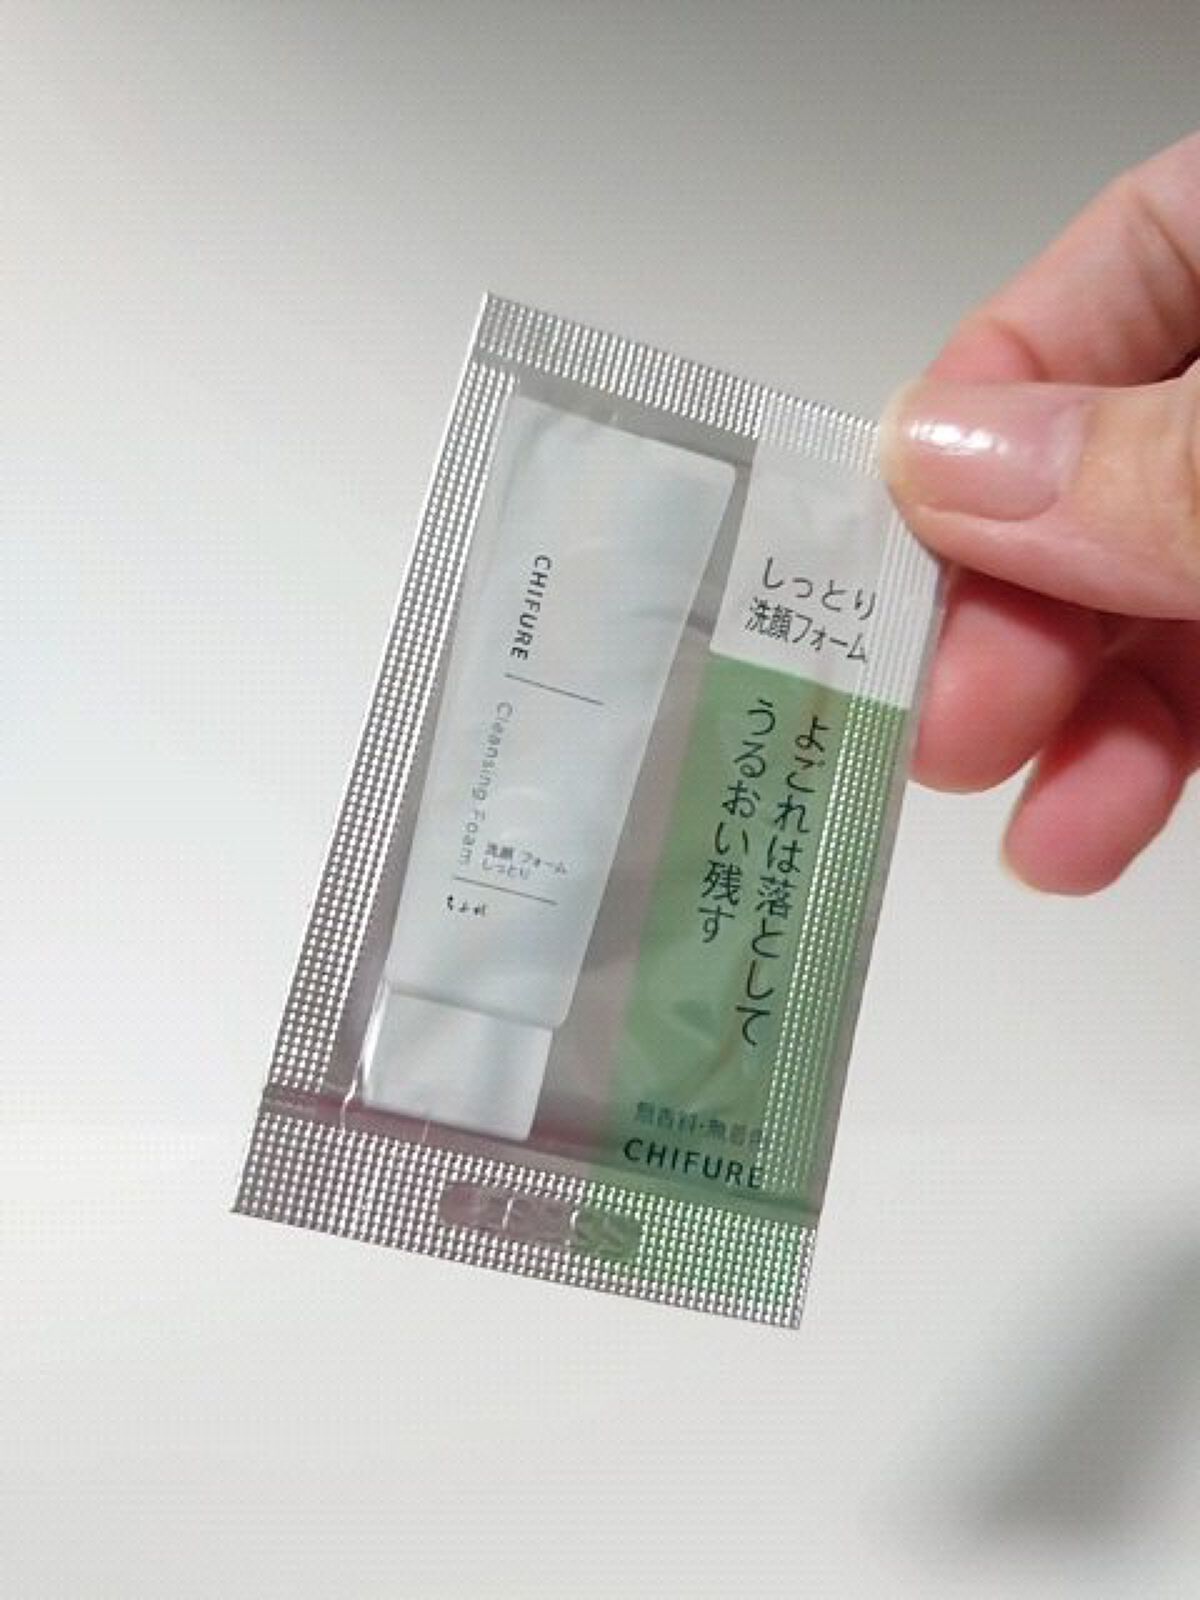 CHIFURE
Cleansing Foam
洗顔 フォーム
しっとり
ちふれ
しっとり
洗顔フォーム
よごれは落として
うるおい残す
無香料・無着色
CHIFURE